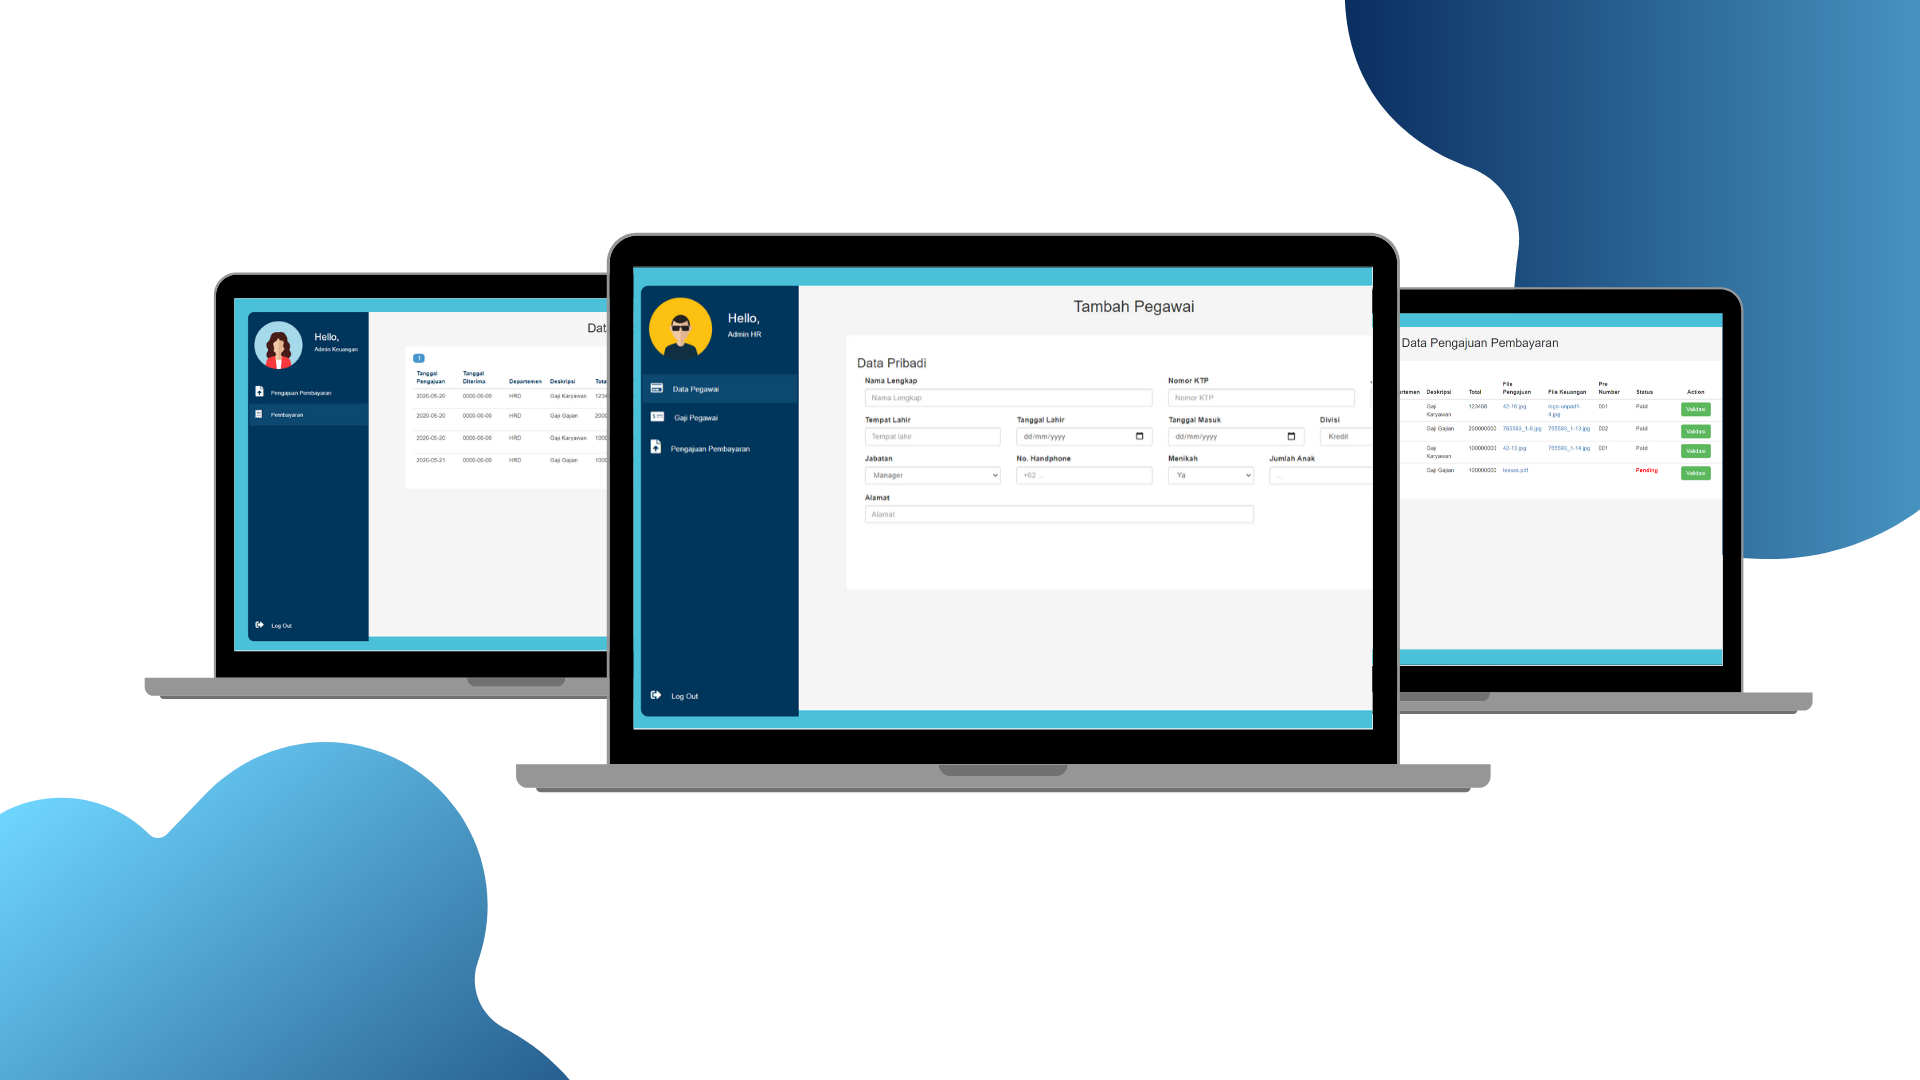 Hello,
Admin Keuangan
Pengajuan Pembayaran
Pembayaran
Log Out
Dat
1
Tanggal Pengajuan Tanggal Diterima Departemen Deskripsi Tota
2020-05-20 0000-00-00 HRD Gaji Karyawan 1234
2020-05-20 0000-00-00 HRD Gaji Gajian 2000
2020-05-20 0000-00-00 HRD Gaji Karyawan 1000
2020-05-21 0000-00-00 HRD Gaji Gajian 1000
Hello,
Admin HR
Data Pegawai
Gaji Pegawai
Pengajuan Pembayaran
Log Out
Tambah Pegawai
Data Pribadi
Nama Lengkap Nomor KTP
Nama Lengkap Nomor KTP
Tempat Lahir Tanggal Lahir Tanggal Masuk Divisi
Tempat lahir dd/mm/yyyy dd/mm/yyyy Kredit
Jabatan No. Handphone Menikah Jumlah Anak
Manager +62 ... Ya ...
Alamat
Alamat
Data Pengajuan Pembayaran
rtemen Deskripsi Total File Pengajuan File Keuangan Pre Number Status Action
Gaji Karyawan 123456 42-16.jpg logo unpad1-4.jpg 001 Paid Validasi
Gaji Gajian 200000000 765593_1-8.jpg 765593_1-13.jpg 002 Paid Validasi
Gaji Karyawan 100000000 42-13.jpg 765593_1-14.jpg 001 Paid Validasi
Gaji Gajian 100000000 Pending Validasi